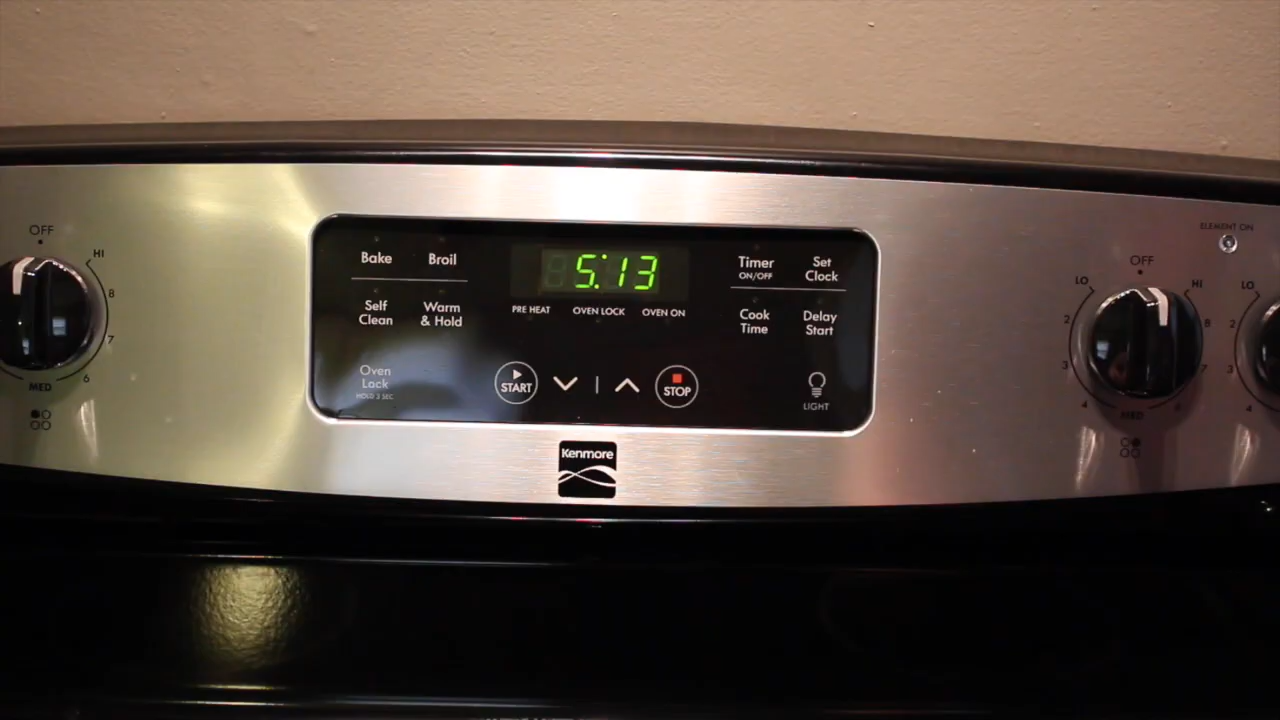 OFF
HI
8
7
6
MED
Bake
Broil
Self
Clean
Warm
& Hold
Oven
Lock
HOLD 3 SEC
5:13
PRE HEAT
OVEN LOCK
OVEN ON
START
STOP
Timer
ON/OFF
Set
Clock
Cook
Time
Delay
Start
LIGHT
Kenmore
OFF
LO
HI
2
8
3
7
4
6
MED
ELEMENT ON
LO
2
3
4